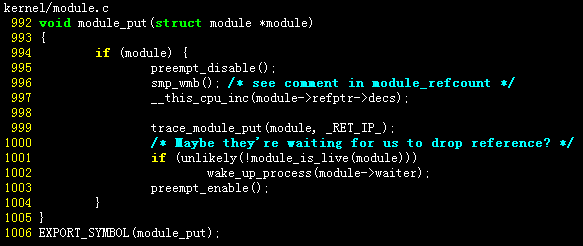 kernel/module.c
992 void module_put(struct module *module)
993 {
994         if (module) {
995                 preempt_disable();
996                 smp_wmb(); /* see comment in module_refcount */
997                 __this_cpu_inc(module->refptr->decs);
998
999                 trace_module_put(module, _RET_IP_);
1000                 /* Maybe they're waiting for us to drop reference? */
1001                 if (unlikely(!module_is_live(module)))
1002                         wake_up_process(module->waiter);
1003                 preempt_enable();
1004         }
1005 }
1006 EXPORT_SYMBOL(module_put);